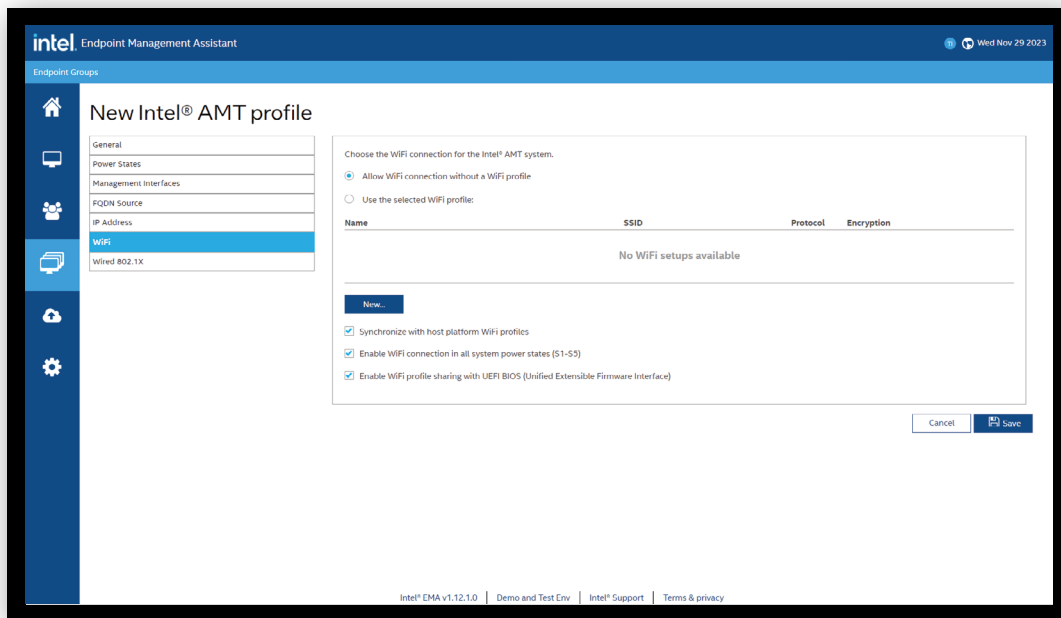 intel. Endpoint Management Assistant
TI Wed Nov 29 2023
Endpoint Groups
New Intel® AMT profile
General
Power States
Management Interfaces
FQDN Source
IP Address
WiFi
Wired 802.1X
Choose the WiFi connection for the Intel® AMT system.
Allow WiFi connection without a WiFi profile
Use the selected WiFi profile:
Name SSID Protocol Encryption
No WiFi setups available
New...
Synchronize with host platform WiFi profiles
Enable WiFi connection in all system power states (S1-S5)
Enable WiFi profile sharing with UEFI BIOS (Unified Extensible Firmware Interface)
Cancel Save
Intel® EMA v1.12.1.0 | Demo and Test Env | Intel® Support | Terms & privacy